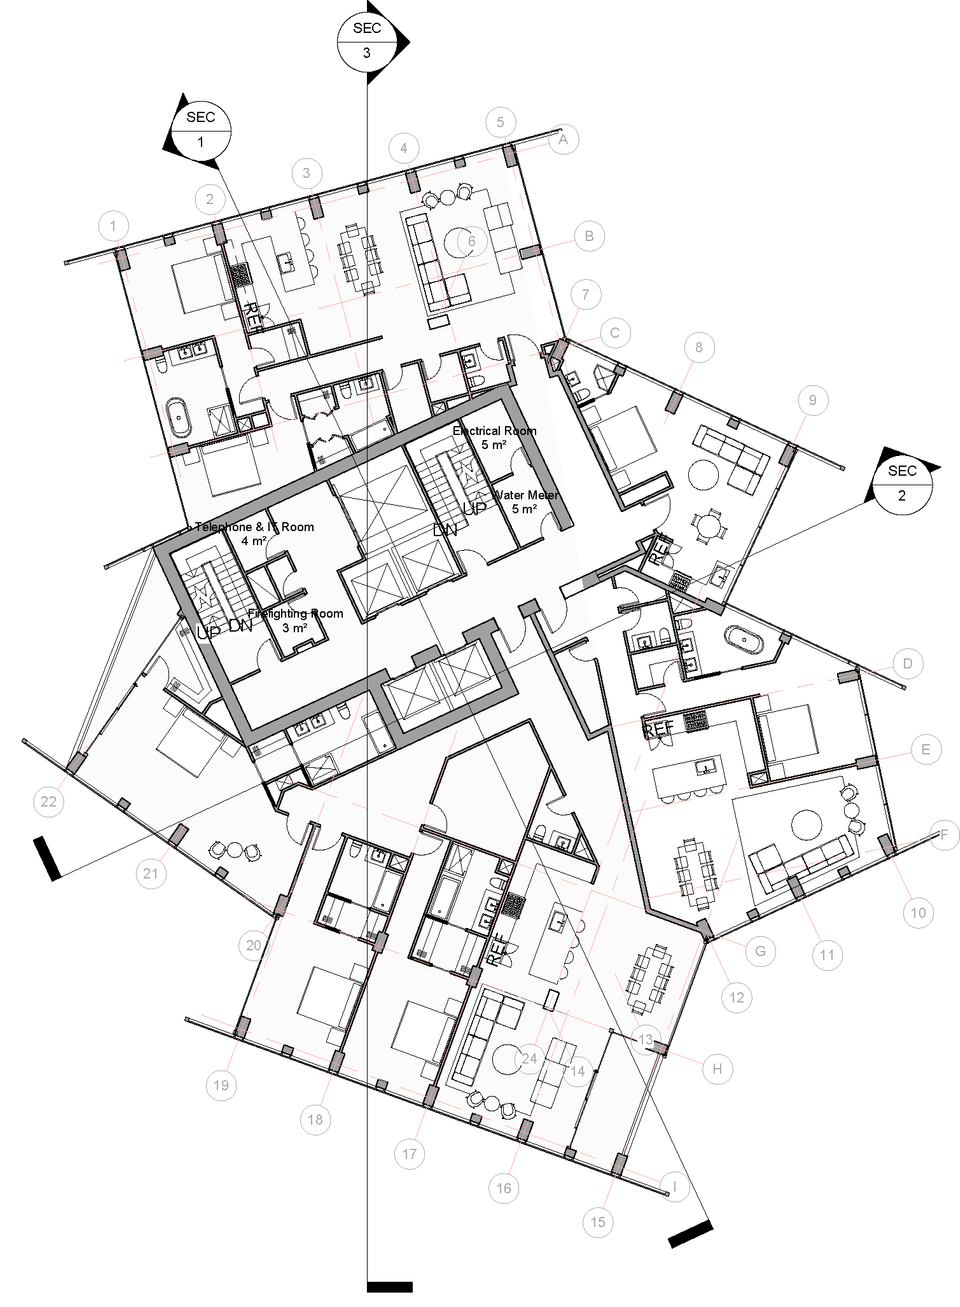 SEC
3
SEC
1
5
A
4
3
2
1
B
6
7
REF
C
8
9
Electrical Room
5 m²
SEC
2
Water Meter
5 m²
UP
DN
Telephone & IT Room
4 m²
REF
Firefighting Room
3 m²
UP
DN
D
REF
E
22
F
21
10
20
REF
G
11
12
13
24
14
H
19
18
17
16
I
15